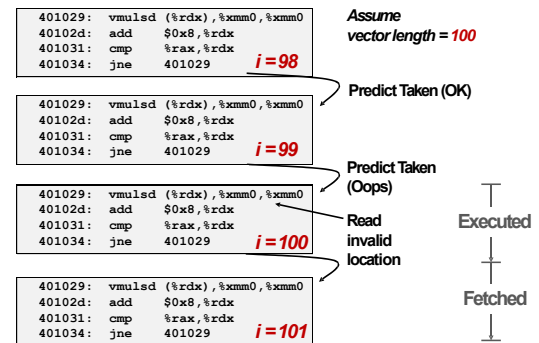 401029: vmulsd (%rdx),%xmm0,%xmm0
40102d: add $0x8,%rdx
401031: cmp %rax,%rdx
401034: jne 401029 i = 98
Assume
vector length = 100
Predict Taken (OK)
401029: vmulsd (%rdx),%xmm0,%xmm0
40102d: add $0x8,%rdx
401031: cmp %rax,%rdx
401034: jne 401029 i = 99
Predict Taken
(Oops)
401029: vmulsd (%rdx),%xmm0,%xmm0
40102d: add $0x8,%rdx
401031: cmp %rax,%rdx
401034: jne 401029 i = 100
Read
invalid
location
Executed
401029: vmulsd (%rdx),%xmm0,%xmm0
40102d: add $0x8,%rdx
401031: cmp %rax,%rdx
401034: jne 401029 i = 101
Fetched